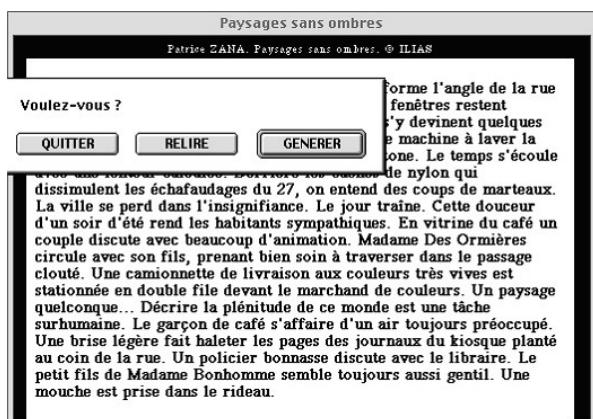 Paysages sans ombres
Patrice ZANA. Paysages sans ombres. © ILIAS
forme l'angle de la rue
fenêtres restent
s'y devinent quelques
machine à laver la
Le temps s'écoule
de nylon qui
Voulez-vous ?
QUITTER RELIRE GENERER
dissimulent les échafaudages du 27, on entend des coups de marteaux.
La ville se perd dans l'insignifiance. Le jour traîne. Cette douceur
d'un soir d'été rend les habitants sympathiques. En vitrine du café un
couple discute avec beaucoup d'animation. Madame Des Ormières
circule avec son fils, prenant bien soin à traverser dans le passage
clouté. Une camionnette de livraison aux couleurs très vives est
stationnée en double file devant le marchand de couleurs. Un paysage
quelconque... Décrire la plénitude de ce monde est une tâche
surhumaine. Le garçon de café s'affaire d'un air toujours préoccupé.
Une brise légère fait haleter les pages des journaux du kiosque planté
au coin de la rue. Un policier bonnasse discute avec le libraire. Le
petit fils de Madame Bonhomme semble toujours aussi gentil. Une
mouche est prise dans le rideau.